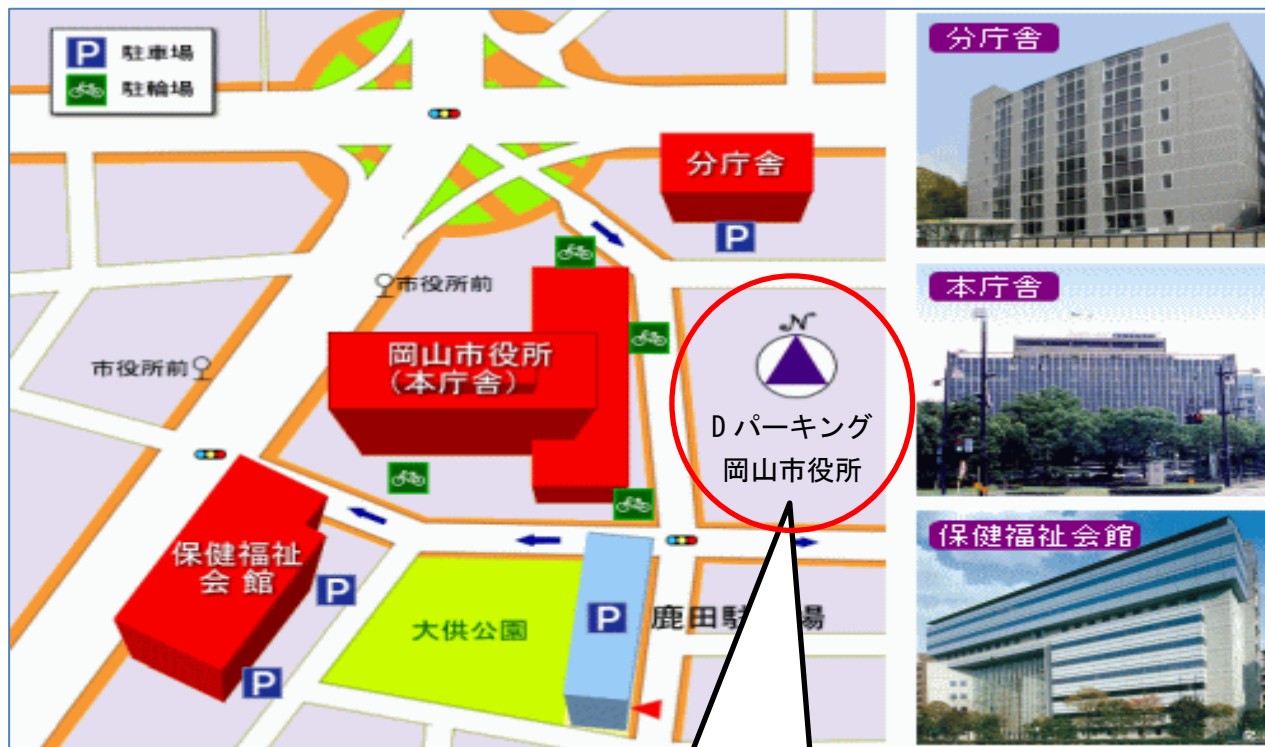 P 駐車場
駐輪場
分庁舎
P
市役所前
市役所前
岡山市役所
(本庁舎)
N
D パーキング
岡山市役所
保健福祉
会館
P
P
大供公園
P
鹿田駐 場
分庁舎
本庁舎
保健福祉会館